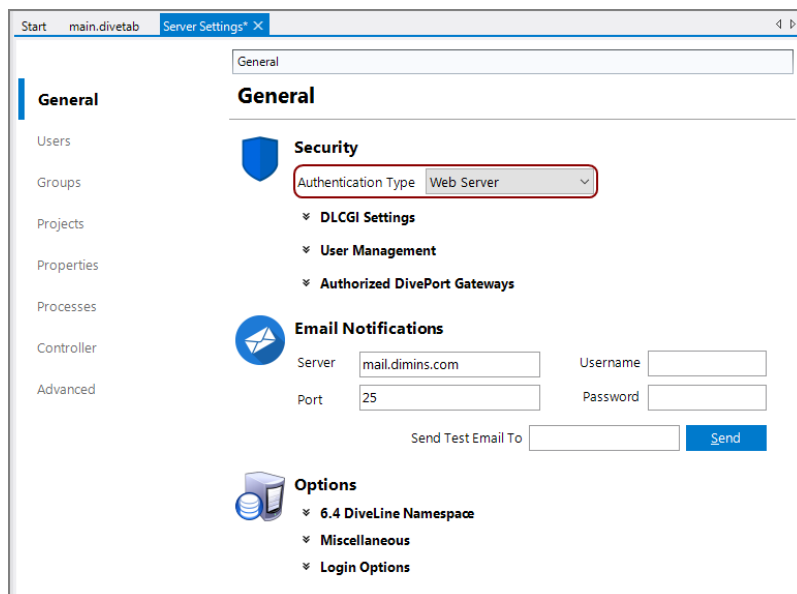 Start main.divetab Server Settings*
General
General
General
Users
Groups
Projects
Properties
Processes
Controller
Advanced
Security
Authentication Type Web Server
DLCGI Settings
User Management
Authorized DivePort Gateways
Email Notifications
Server mail.dimins.com Username
Port 25 Password
Send Test Email To Send
Options
6.4 DiveLine Namespace
Miscellaneous
Login Options